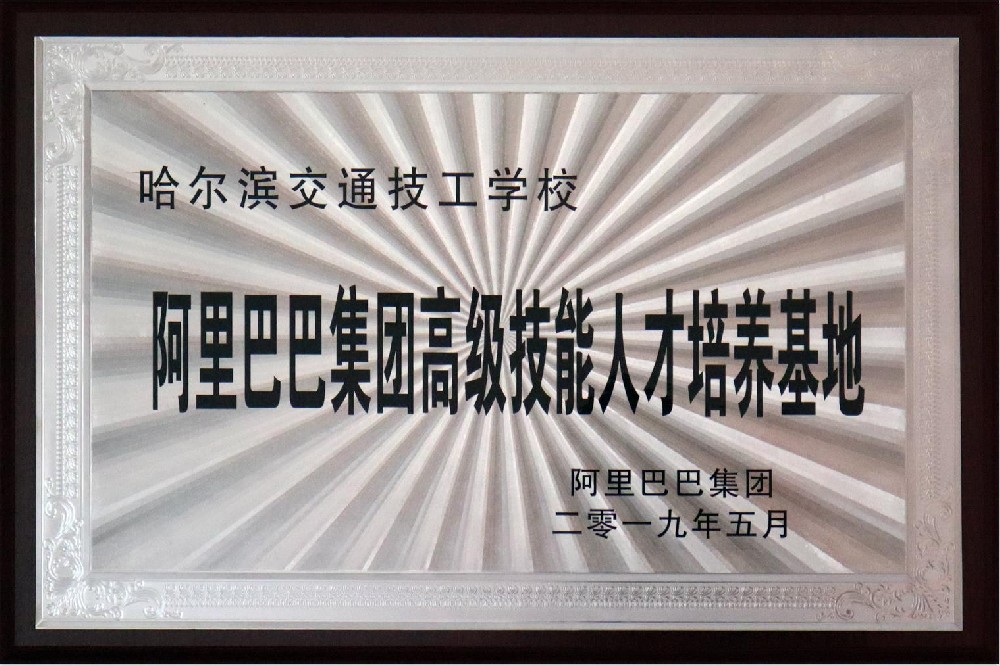 哈尔滨交通技工学校
阿里巴巴集团高级技能人才培养基地
阿里巴巴集团
二零一九年五月